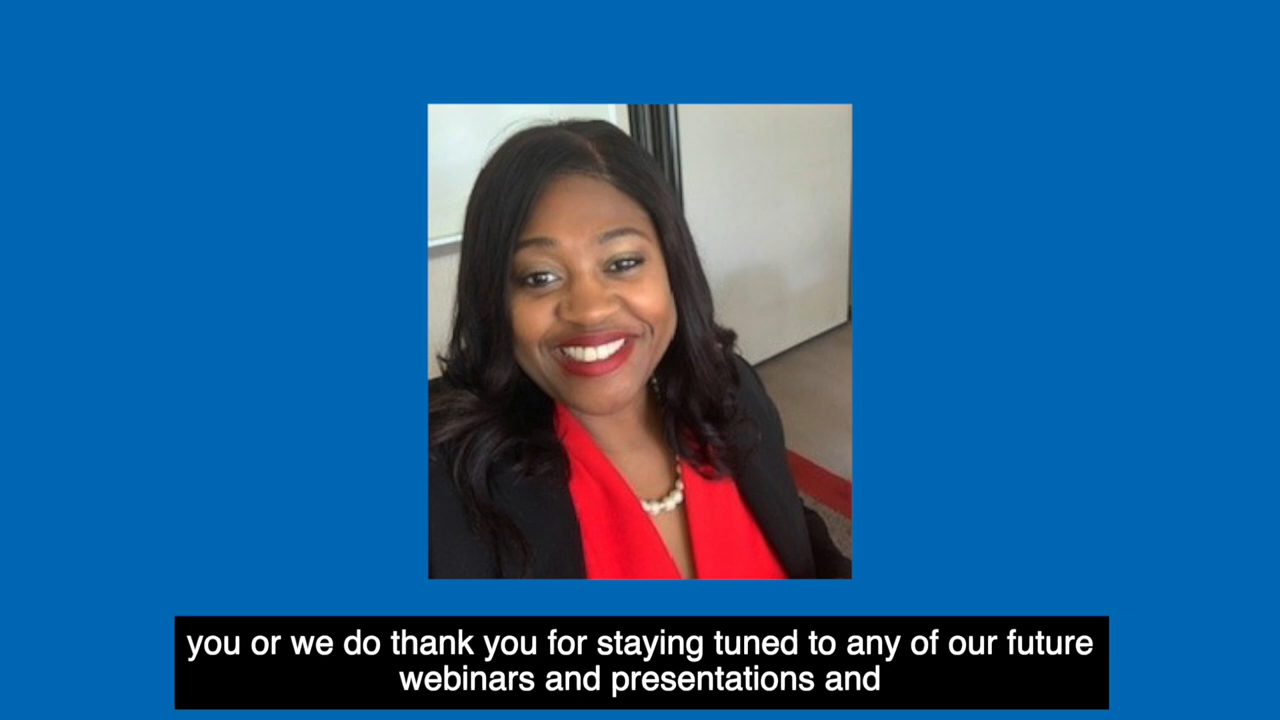 you or we do thank you for staying tuned to any of our future
webinars and presentations and